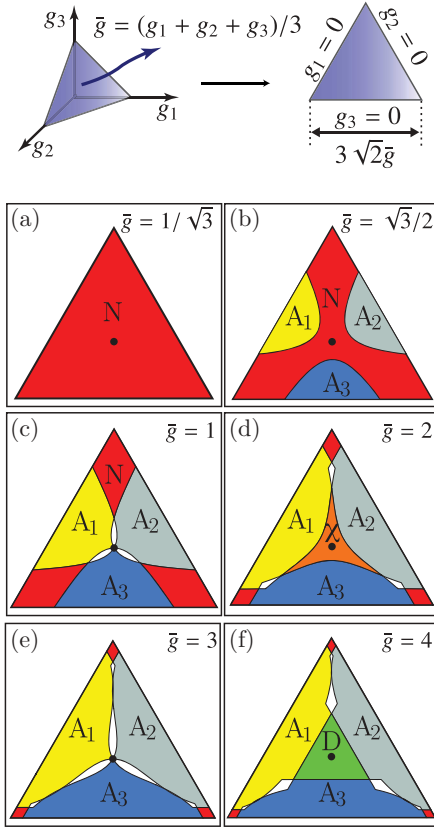 g₃
ḡ = (g₁ + g₂ + g₃)/3
g₁
g₂
g₁ = 0
g₂ = 0
g₃ = 0
3 √2ḡ
(a) ḡ = 1/ √3
N
(b) ḡ = √3/2
N
A₁ A₂
A₃
(c) ḡ = 1
N
A₁ A₂
A₃
(d) ḡ = 2
A₁ χ A₂
A₃
(e) ḡ = 3
A₁ A₂
A₃
(f) ḡ = 4
A₁ A₂
D
A₃